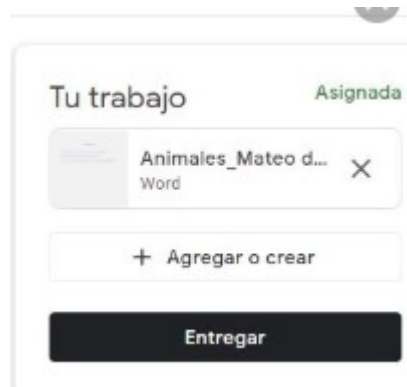 Tu trabajo
Asignada
Animales_Mateo d...
Word
+ Agregar o crear
Entregar